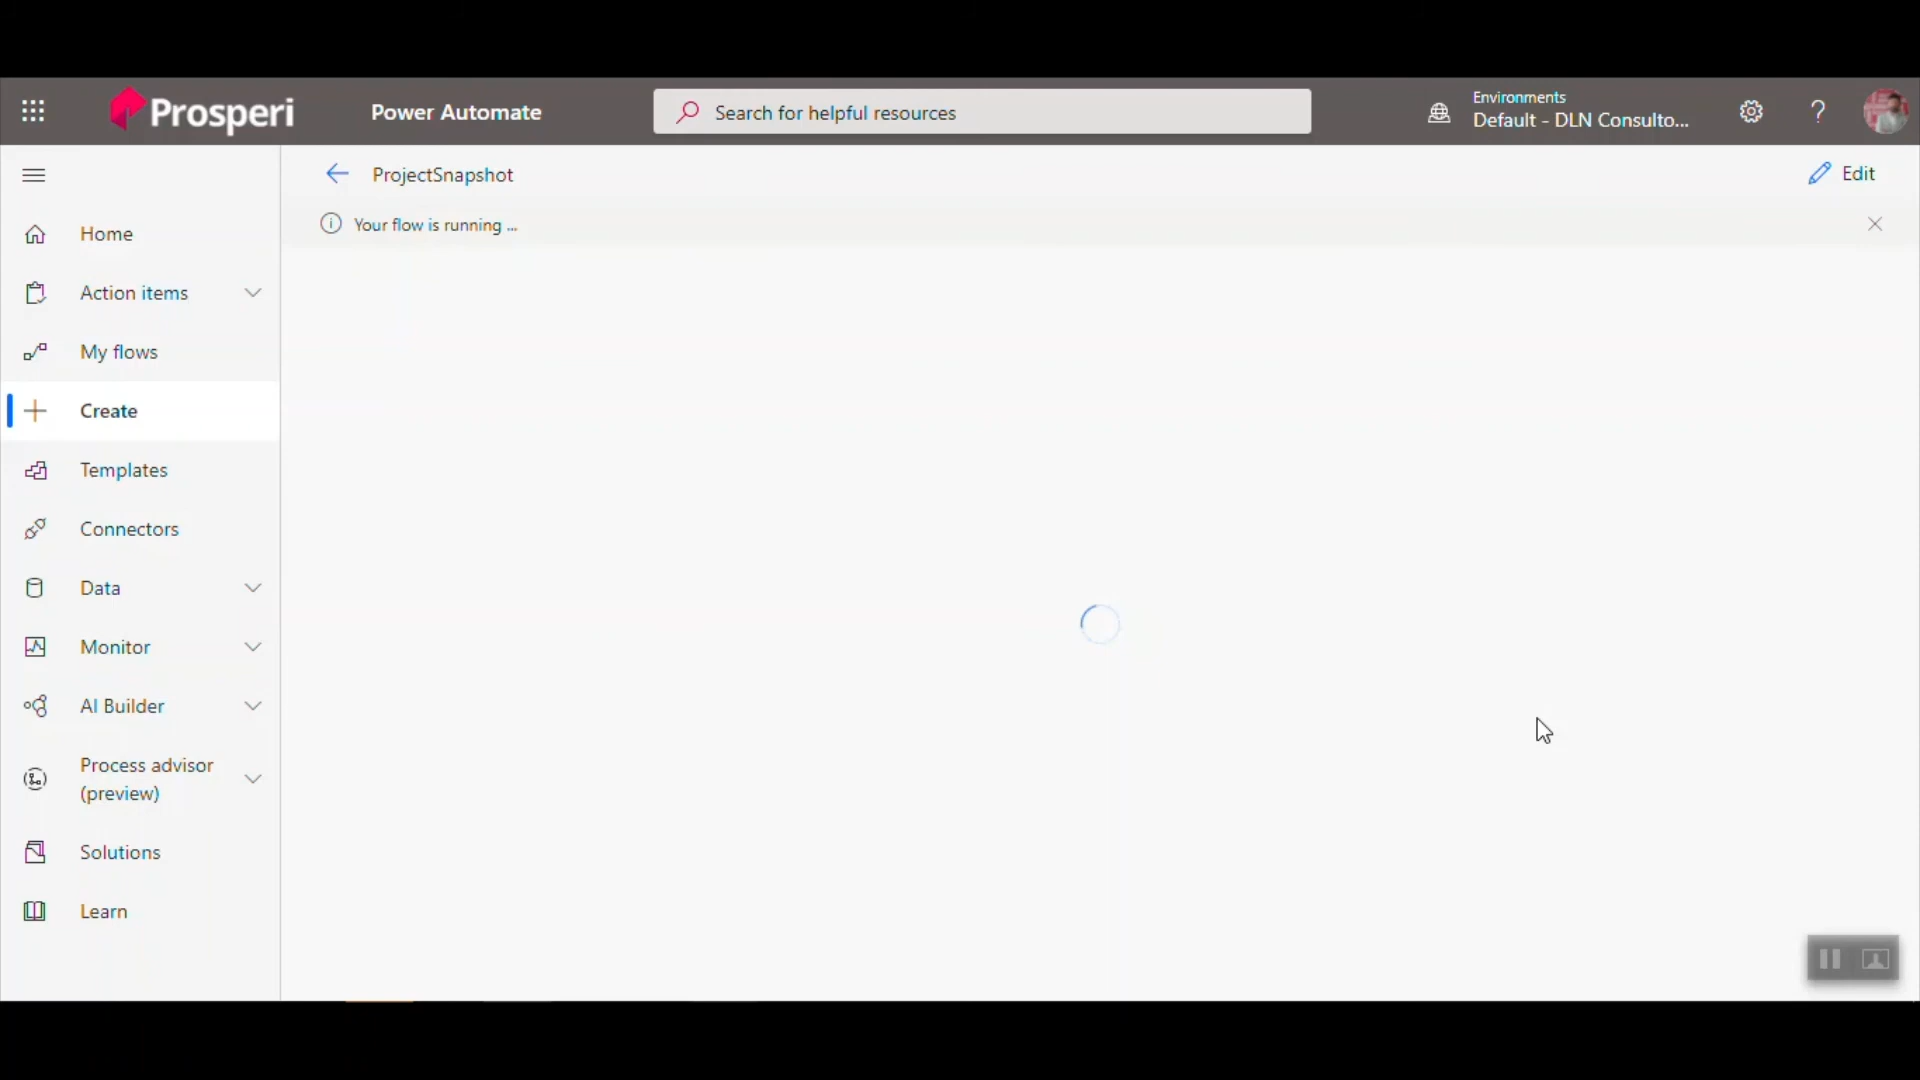 Prosperi
Power Automate
Search for helpful resources
Environments
Default - DLN Consulto...
?
ProjectSnapshot
Edit
Your flow is running ...
Home
Action items
My flows
Create
Templates
Connectors
Data
Monitor
AI Builder
Process advisor
(preview)
Solutions
Learn